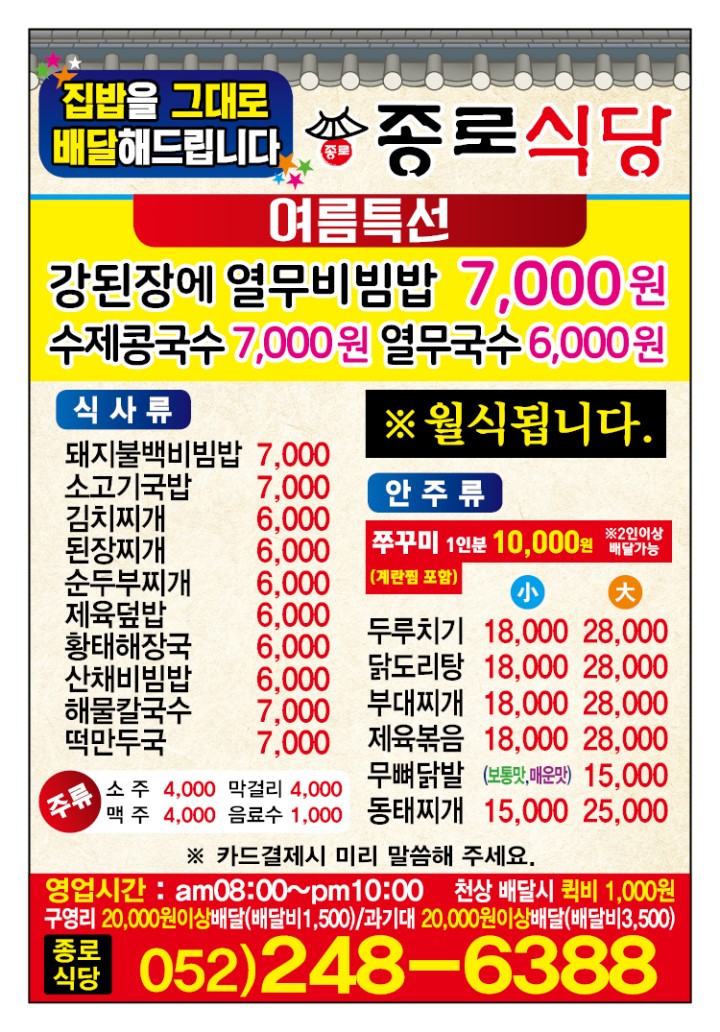 집밥을 그대로
배달해드립니다
종로
종로식당
여름특선
강된장에 열무비빔밥 7,000원
수제콩국수 7,000원 열무국수 6,000원
식사류
돼지불백비빔밥 7,000
소고기국밥 7,000
김치찌개 6,000
된장찌개 6,000
순두부찌개 6,000
제육덮밥 6,000
황태해장국 6,000
산채비빔밥 6,000
해물칼국수 7,000
떡만두국 7,000
주류
소주 4,000 막걸리 4,000
맥주 4,000 음료수 1,000
※월식됩니다.
안주류
쭈꾸미 1인분 10,000원 ※2인이상 배달가능
(계란찜 포함)
小 大
두루치기 18,000 28,000
닭도리탕 18,000 28,000
부대찌개 18,000 28,000
제육볶음 18,000 28,000
무뼈닭발 (보통맛,매운맛) 15,000
동태찌개 15,000 25,000
※ 카드결제시 미리 말씀해 주세요.
영업시간 : am08:00~pm10:00 천상 배달시 퀵비 1,000원
구영리 20,000원이상배달(배달비1,500)/과기대 20,000원이상배달(배달비3,500)
종로
식당
052)248-6388